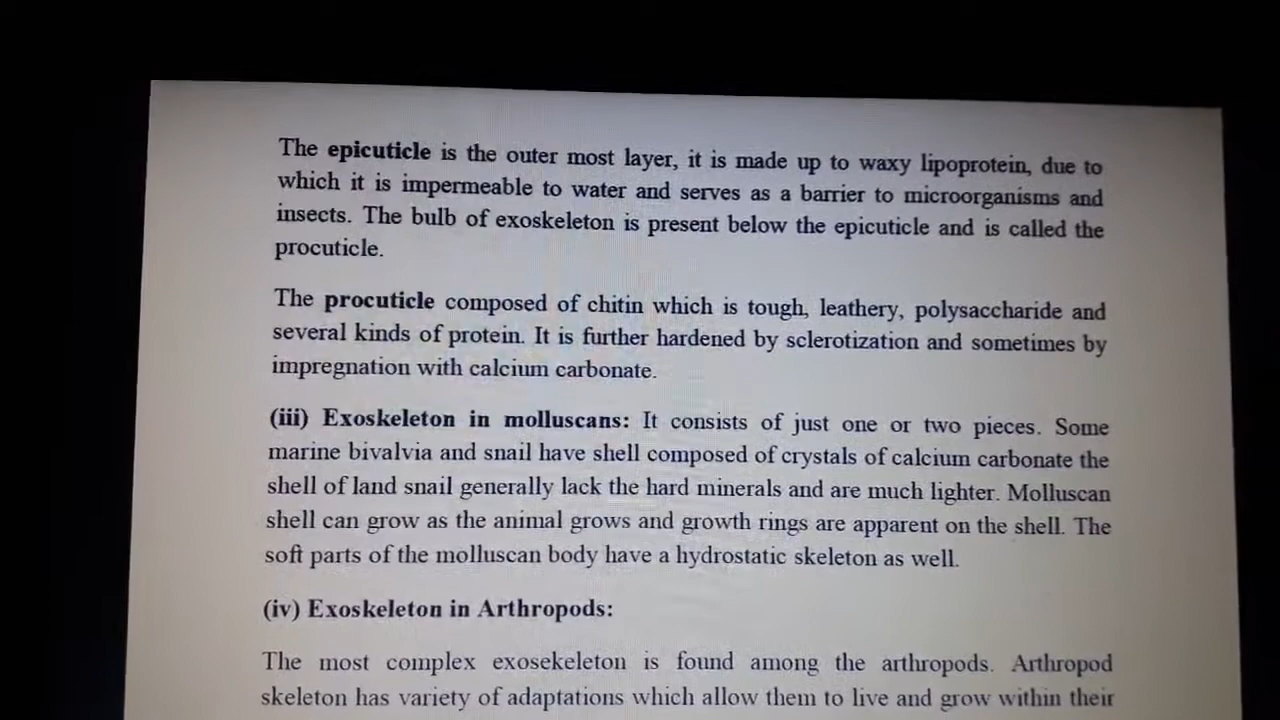 The epicuticle is the outer most layer, it is made up to waxy lipoprotein, due to
which it is impermeable to water and serves as a barrier to microorganisms and
insects. The bulb of exoskeleton is present below the epicuticle and is called the
procuticle.
The procuticle composed of chitin which is tough, leathery, polysaccharide and
several kinds of protein. It is further hardened by sclerotization and sometimes by
impregnation with calcium carbonate.
(iii) Exoskeleton in molluscans: It consists of just one or two pieces. Some
marine bivalvia and snail have shell composed of crystals of calcium carbonate the
shell of land snail generally lack the hard minerals and are much lighter. Molluscan
shell can grow as the animal grows and growth rings are apparent on the shell. The
soft parts of the molluscan body have a hydrostatic skeleton as well.
(iv) Exoskeleton in Arthropods:
The most complex exosekeleton is found among the arthropods. Arthropod
skeleton has variety of adaptations which allow them to live and grow within their